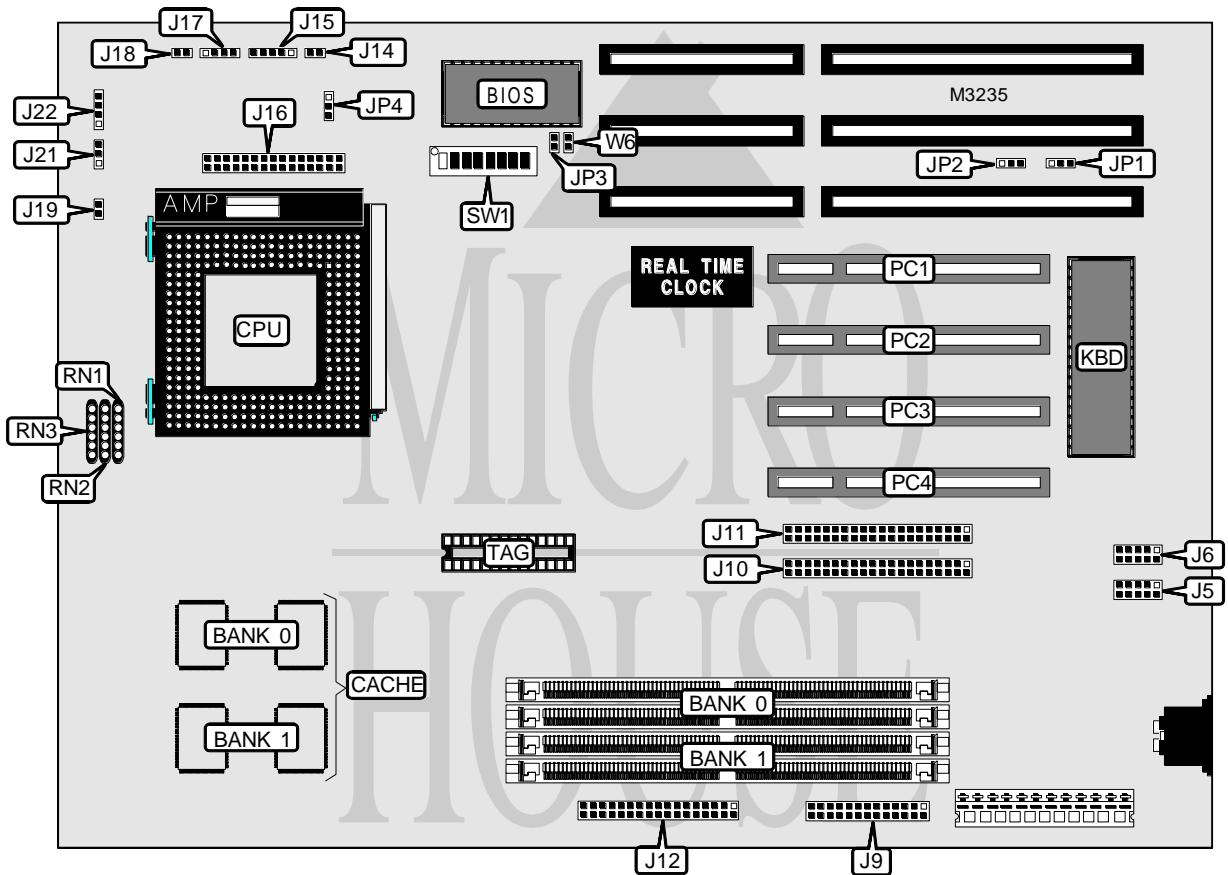 J17
J15
J18
J14
BIOS
M3235
J22
J16
JP4
W6
J21
JP3
JP2
JP1
J19
AMP
SW1
REAL TIME
CLOCK
PC1
CPU
PC2
KBD
RN1
PC3
RN3
RN2
PC4
MICRO
J11
TAG
J6
J10
J5
HOUSE
BANK 0
CACHE
BANK 0
BANK 1
BANK 1
J12
J9